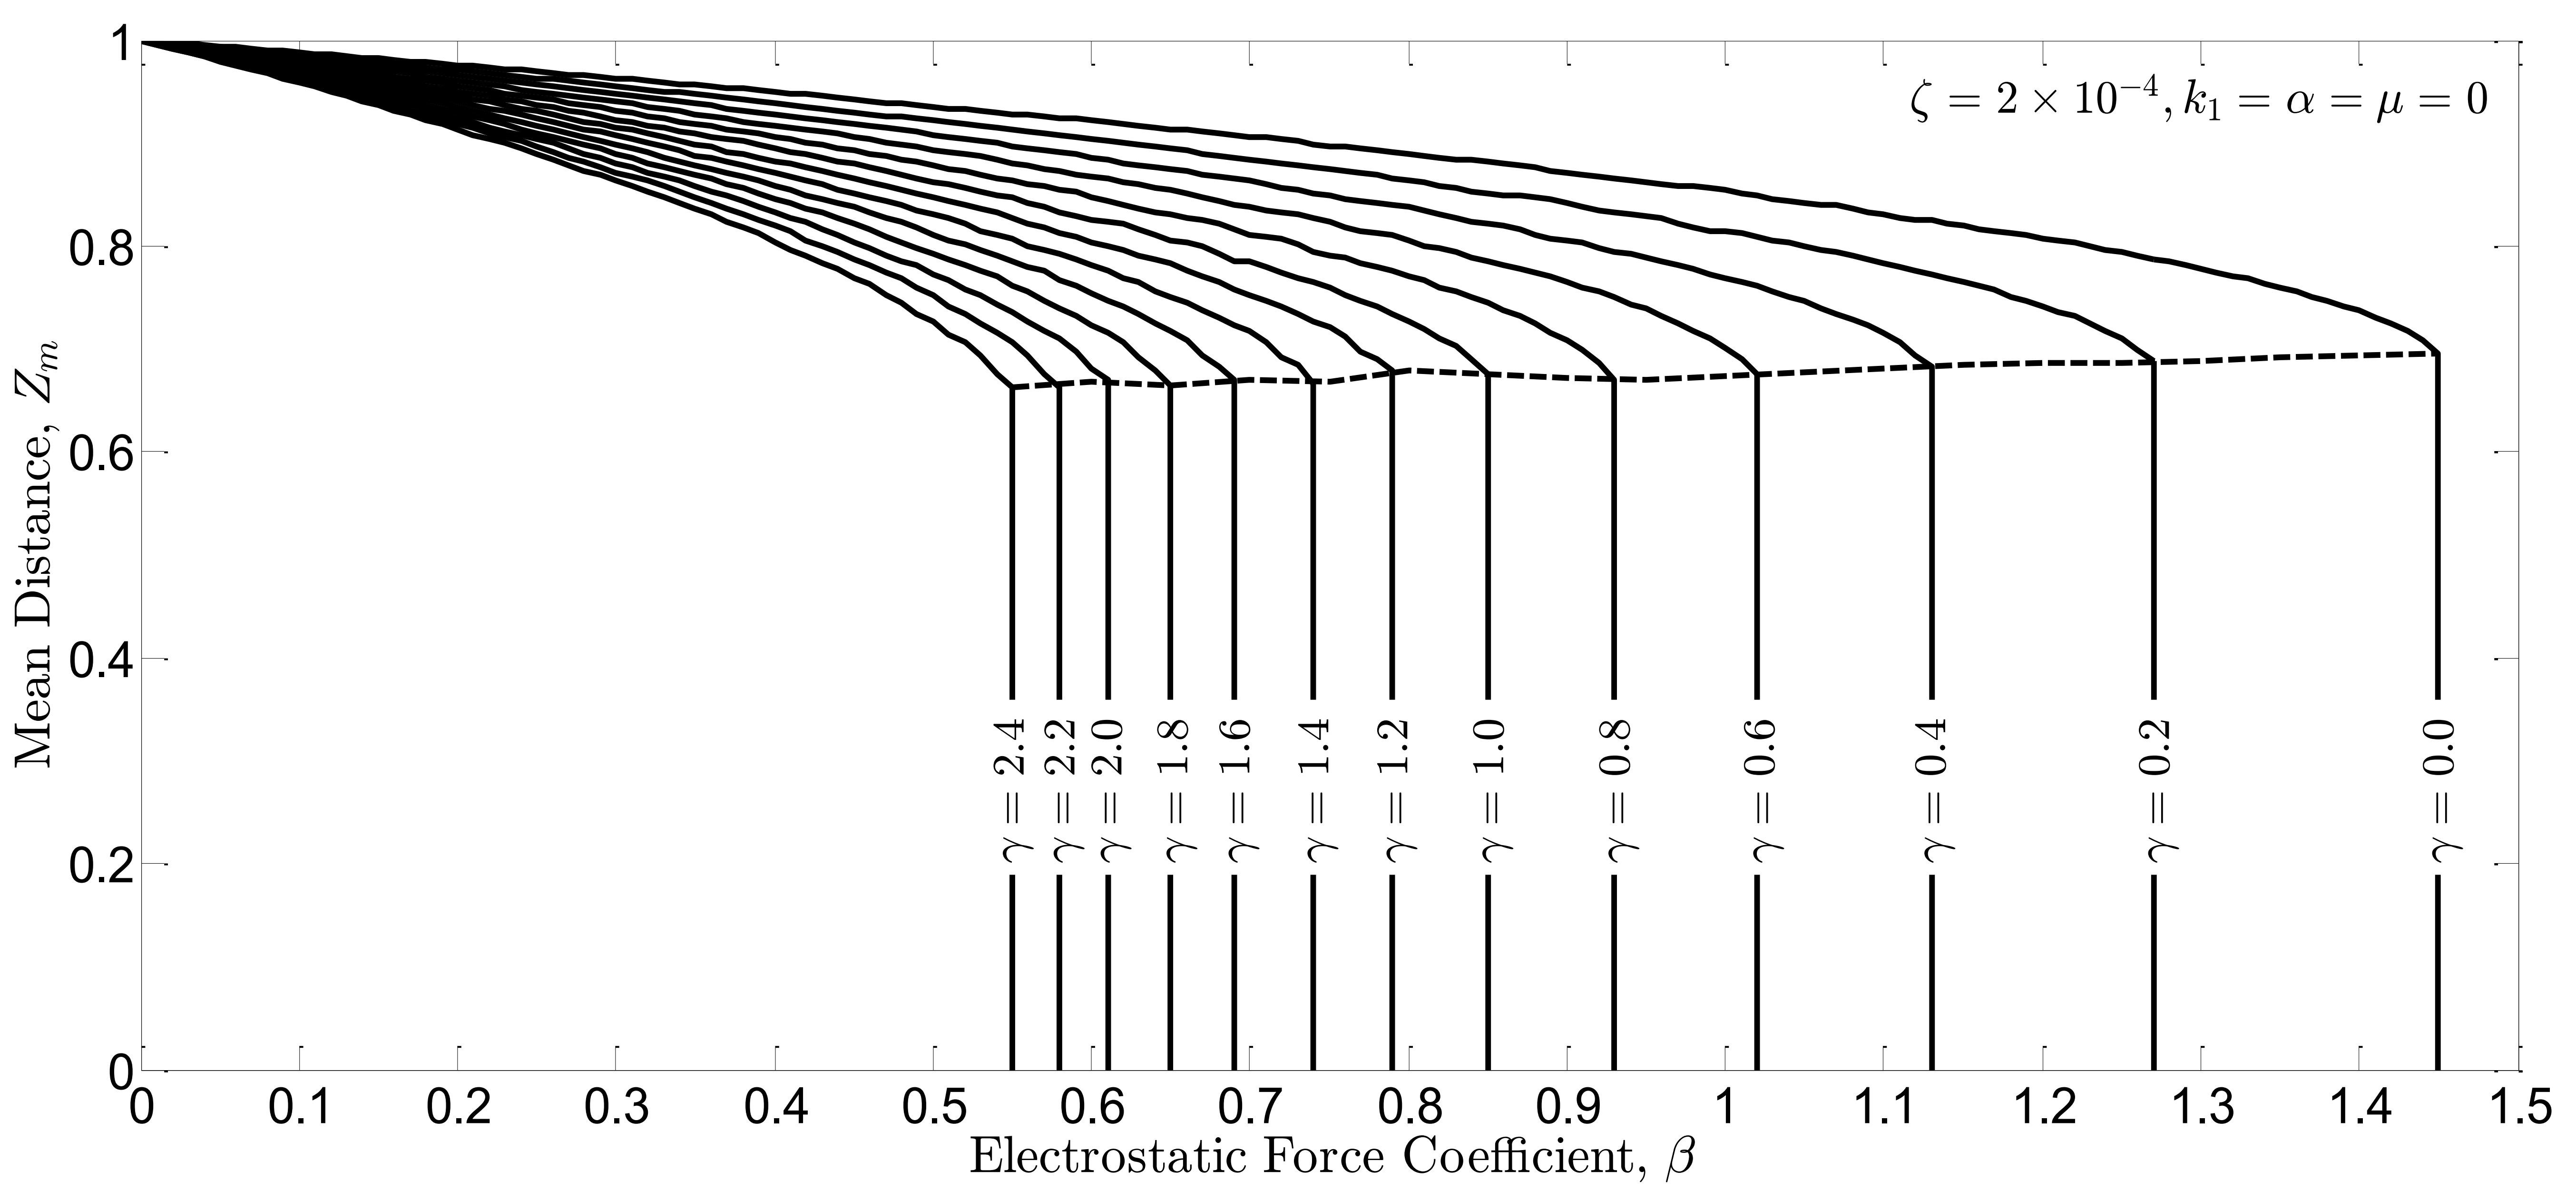 1
0.8
0.6
0.4
0.2
0
Mean Distance, Zₘ
ζ = 2 × 10⁻⁴, k₁ = α = μ = 0
γ = 2.4
γ = 2.2
γ = 2.0
γ = 1.8
γ = 1.6
γ = 1.4
γ = 1.2
γ = 1.0
γ = 0.8
γ = 0.6
γ = 0.4
γ = 0.2
γ = 0.0
0 0.1 0.2 0.3 0.4 0.5 0.6 0.7 0.8 0.9 1 1.1 1.2 1.3 1.4 1.5
Electrostatic Force Coefficient, β